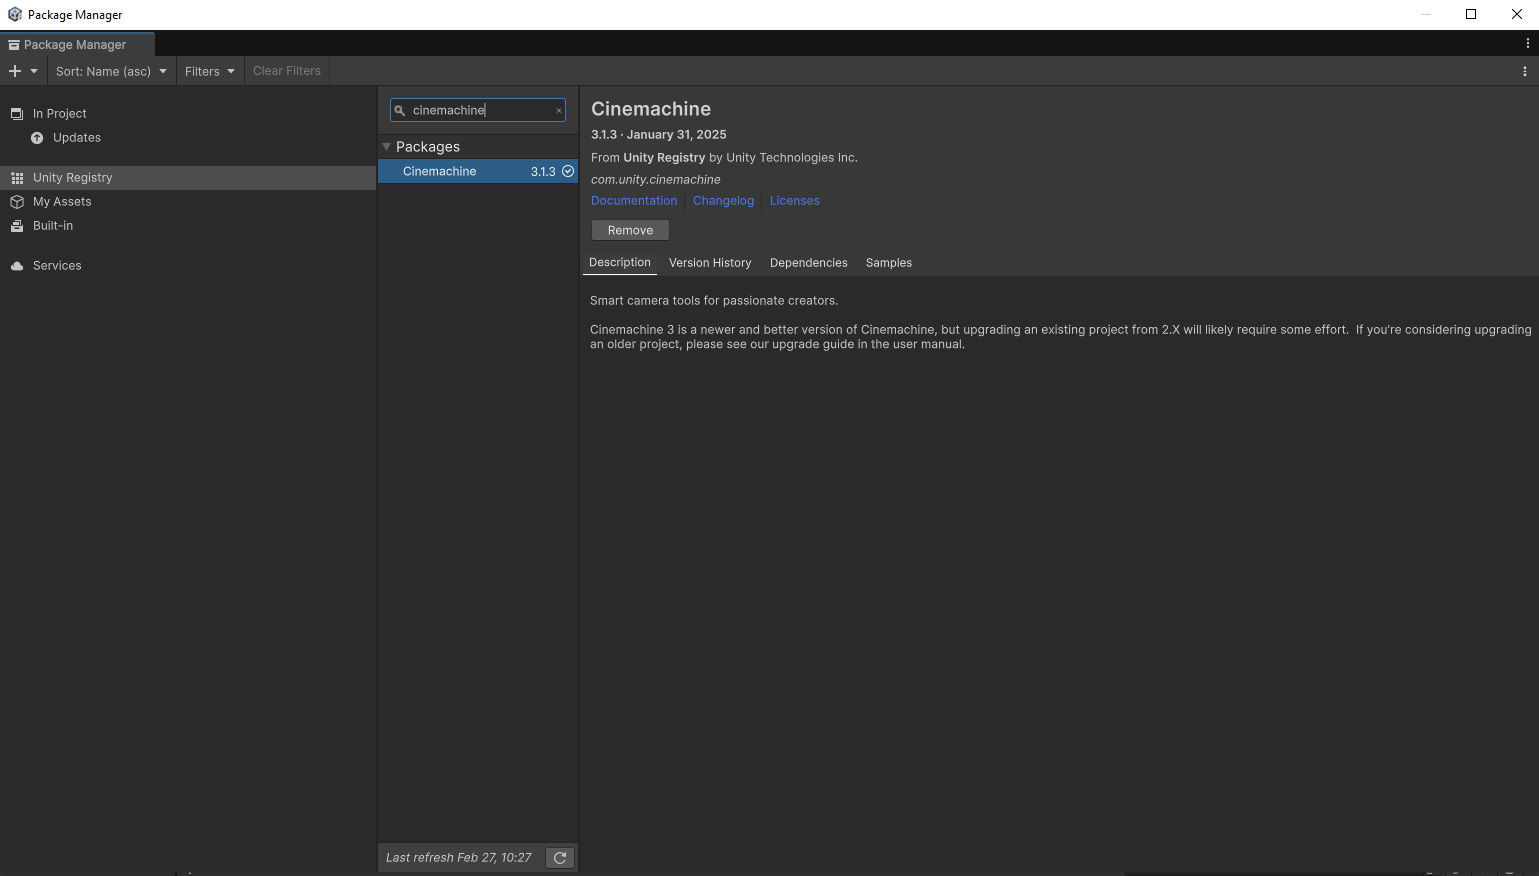 Package Manager
Package Manager
Sort: Name (asc)
Filters
Clear Filters
In Project
Updates
Unity Registry
My Assets
Built-in
Services
cinemachine
Packages
Cinemachine 3.1.3
Last refresh Feb 27, 10:27
Cinemachine
3.1.3 · January 31, 2025
From Unity Registry by Unity Technologies Inc.
com.unity.cinemachine
Documentation Changelog Licenses
Remove
Description Version History Dependencies Samples
Smart camera tools for passionate creators.
Cinemachine 3 is a newer and better version of Cinemachine, but upgrading an existing project from 2.X will likely require some effort.  If you're considering upgrading
an older project, please see our upgrade guide in the user manual.